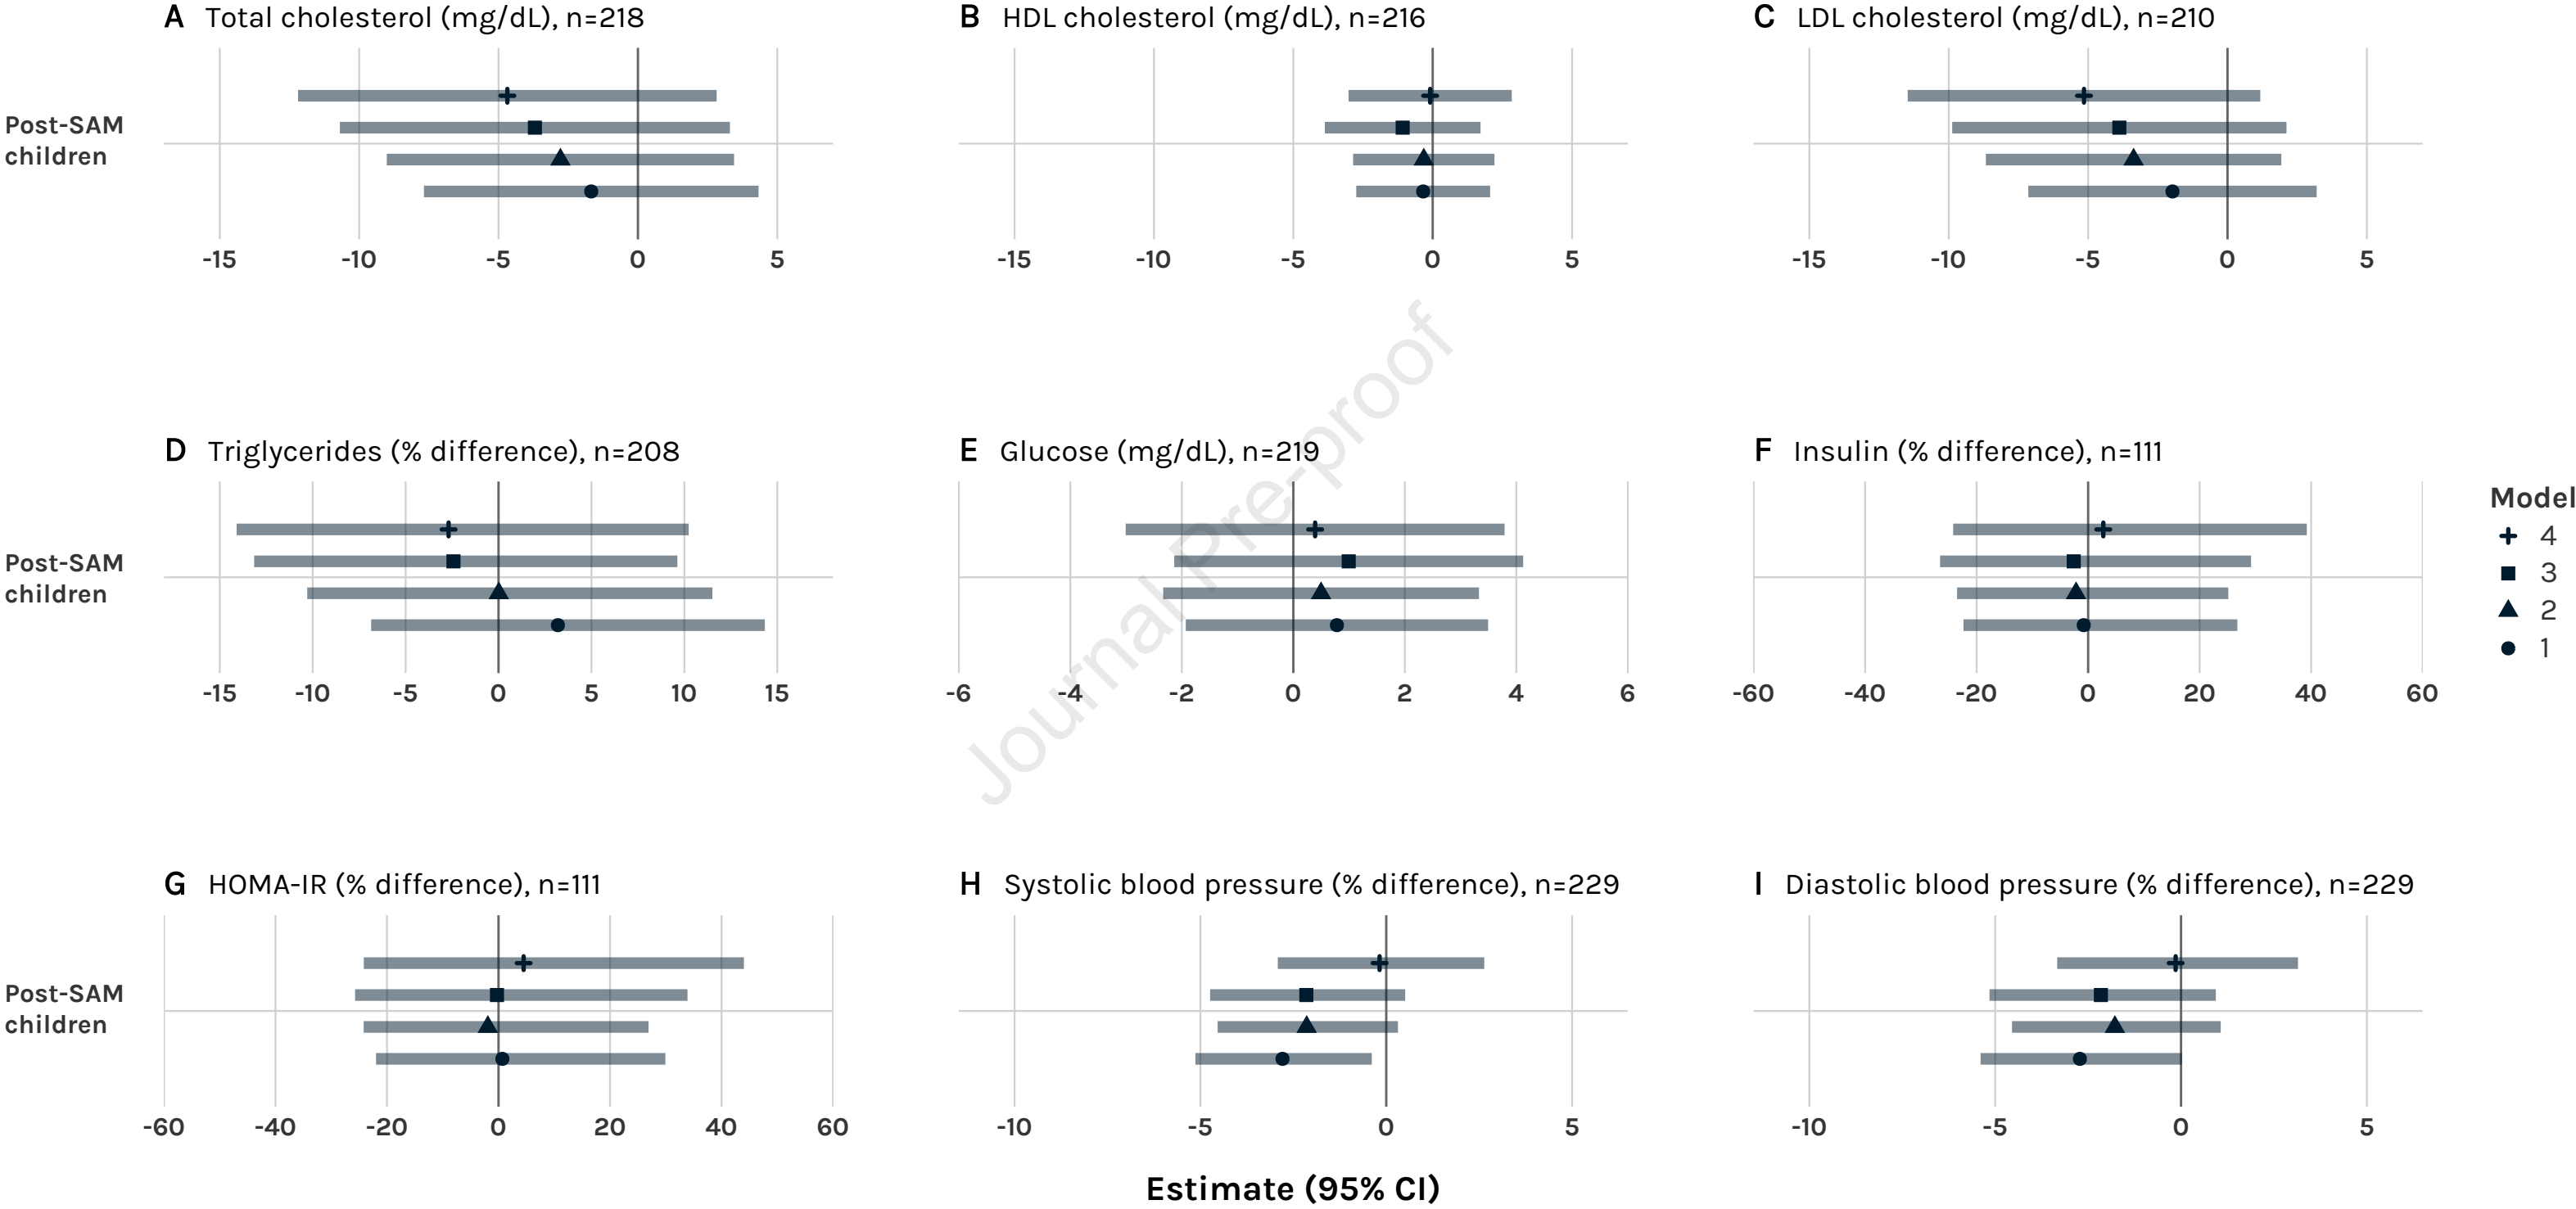 A Total cholesterol (mg/dL), n=218
B HDL cholesterol (mg/dL), n=216
C LDL cholesterol (mg/dL), n=210
Post-SAM
children
-15 -10 -5 0 5
-15 -10 -5 0 5
-15 -10 -5 0 5
D Triglycerides (% difference), n=208
E Glucose (mg/dL), n=219
F Insulin (% difference), n=111
Post-SAM
children
-15 -10 -5 0 5 10 15
-6 -4 -2 0 2 4 6
-60 -40 -20 0 20 40 60
Model
4
3
2
1
Journal Pre-proof
G HOMA-IR (% difference), n=111
H Systolic blood pressure (% difference), n=229
I Diastolic blood pressure (% difference), n=229
Post-SAM
children
-60 -40 -20 0 20 40 60
-10 -5 0 5
-10 -5 0 5
Estimate (95% CI)